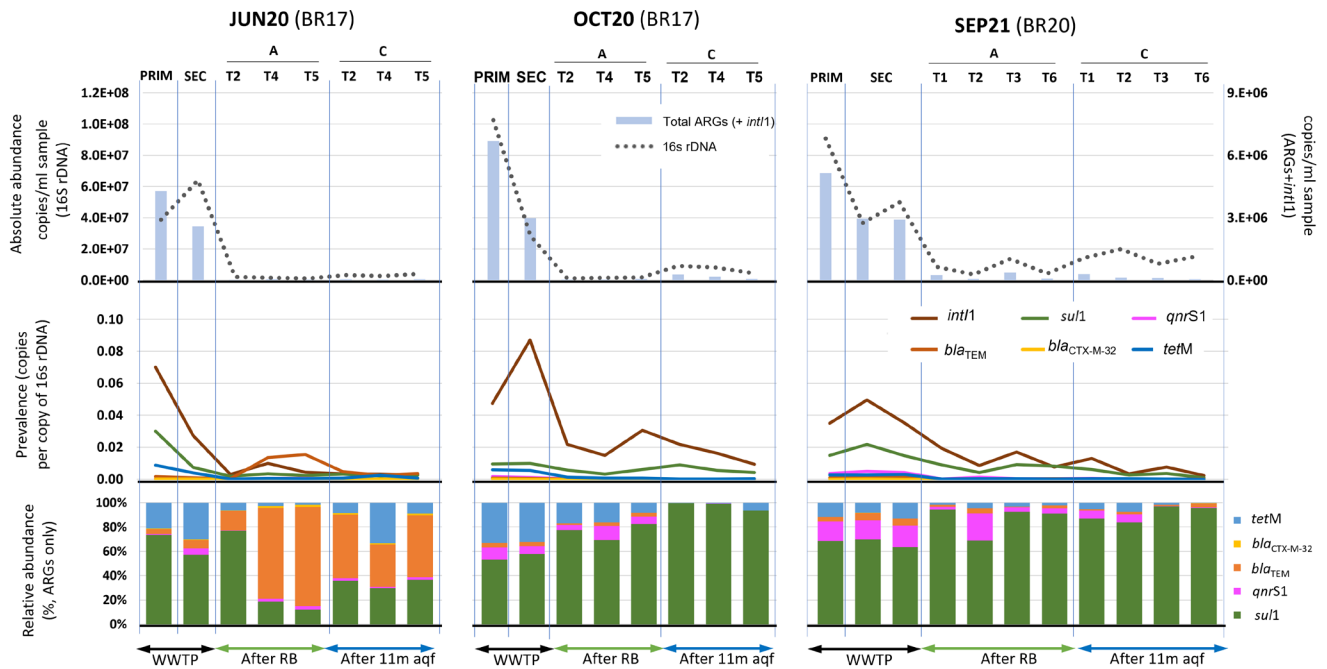 JUN20 (BR17)
OCT20 (BR17)
SEP21 (BR20)
A
C
PRIM SEC T2 T4 T5 T2 T4 T5
A
C
PRIM SEC T2 T4 T5 T2 T4 T5
A
C
PRIM SEC T1 T2 T3 T6 T1 T2 T3 T6
Absolute abundance
copies/ml sample
(16S rDNA)
1.2E+08
1.0E+08
8.0E+07
6.0E+07
4.0E+07
2.0E+07
0.0E+00
Total ARGs (+ intI1)
16s rDNA
9.E+06
6.E+06
3.E+06
0.E+00
copies/ml sample
(ARGs+intI1)
Prevalence (copies
per copy of 16s rDNA)
0.10
0.08
0.06
0.04
0.02
0.00
intI1 sul1 qnrS1
blaTEM blaCTX-M-32 tetM
Relative abundance
(%, ARGs only)
100%
80%
60%
40%
20%
0%
tetM
blaCTX-M-32
blaTEM
qnrS1
sul1
WWTP After RB After 11m aqf
WWTP After RB After 11m aqf
WWTP After RB After 11m aqf